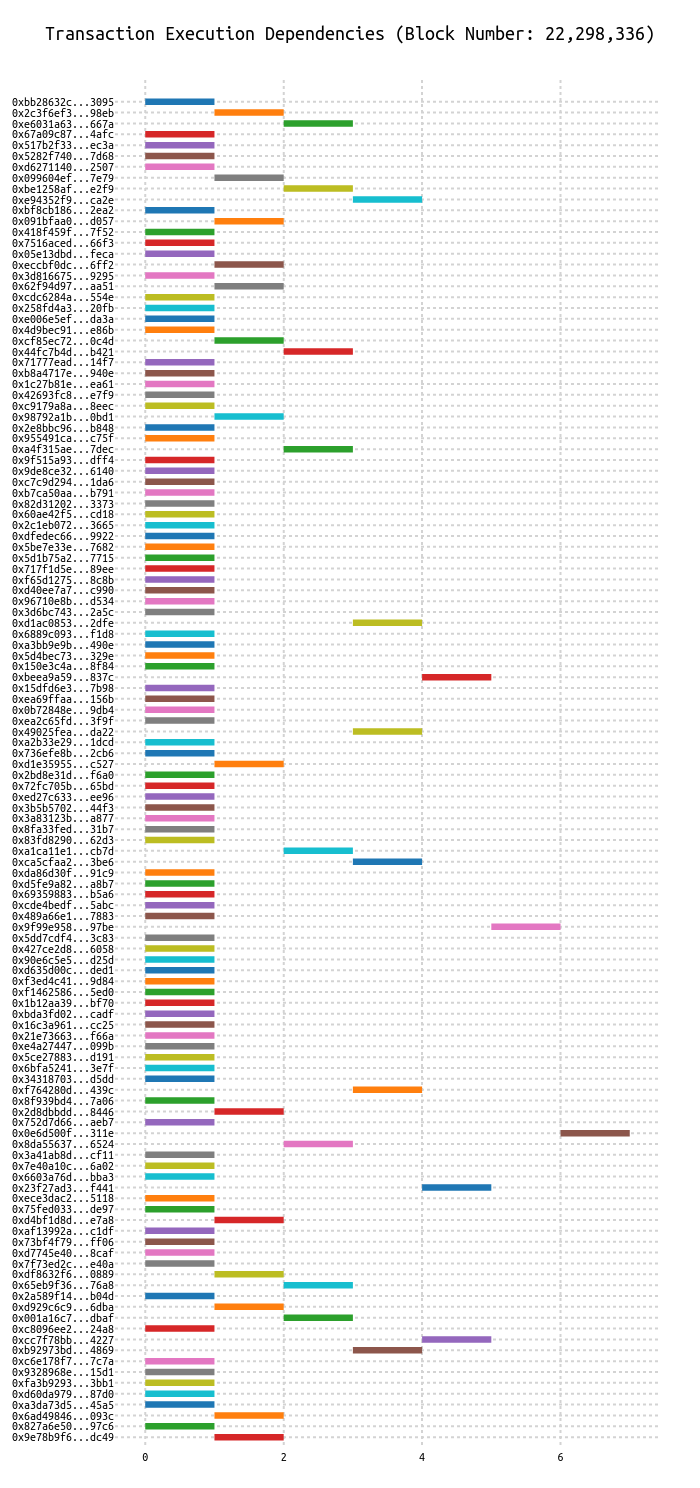 Transaction Execution Dependencies (Block Number: 22,298,336)
0xbb28632c...3095
0x2c3f6ef3...98eb
0xe6031a63...667a
0x67a09c87...4afc
0x517b2f33...ec3a
0x5282f740...7d68
0xd6271140...2507
0x099604ef...7e79
0xbe1258af...e2f9
0xe94352f9...ca2e
0xbf8cb186...2ea2
0x091bfaa0...d057
0x418f459f...7f52
0x7516aced...66f3
0x05e13dbd...feca
0xeccbf0dc...6ff2
0x3d816675...9295
0x62f94d97...aa51
0xcdc6284a...554e
0x258fd4a3...20fb
0xe006e5ef...da3a
0x4d9bec91...e86b
0xcf85ec72...0c4d
0x44fc7b4d...b421
0x71777ead...14f7
0xb8a4717e...940e
0x1c27b81e...ea61
0x42693fc8...e7f9
0xc9179a8a...8eec
0x98792a1b...0bd1
0x2e8bbc96...b848
0x955491ca...c75f
0xa4f315ae...7dec
0x9f515a93...dff4
0x9de8ce32...6140
0xc7c9d294...1da6
0xb7ca50aa...b791
0x82d31202...3373
0x60ae42f5...cd18
0x2c1eb072...3665
0xdfedec66...9922
0x5be7e33e...7682
0x5d1b75a2...7715
0x717f1d5e...89ee
0xf65d1275...8c8b
0xd40ee7a7...c990
0x96710e8b...d534
0x3d6bc743...2a5c
0xd1ac0853...2dfe
0x6889c093...f1d8
0xa3bb9e9b...490e
0x5d4bec73...329e
0x150e3c4a...8f84
0xbeea9a59...837c
0x15dfd6e3...7b98
0xea69ffaa...156b
0x0b72848e...9db4
0xea2c65fd...3f9f
0x49025fea...da22
0xa2b33e29...1dcd
0x736efe8b...2cb6
0xd1e35955...c527
0x2bd8e31d...f6a0
0x72fc705b...65bd
0xed27c633...ee96
0x3b5b5702...44f3
0x3a83123b...a877
0x8fa33fed...31b7
0x83fd8290...62d3
0xa1ca11e1...cb7d
0xca5cfaa2...3be6
0xda86d30f...91c9
0xd5fe9a82...a8b7
0x69359883...b5a6
0xcde4bedf...5abc
0x489a66e1...7883
0x9f99e958...97be
0x5dd7cdf4...3c83
0x427ce2d8...6058
0x90e6c5e5...d25d
0xd635d00c...ded1
0xf3ed4c41...9d84
0xf1462586...5ed0
0x1b12aa39...bf70
0xbda3fd02...cadf
0x16c3a961...cc25
0x21e73663...f66a
0xe4a27447...099b
0x5ce27883...d191
0x6bfa5241...3e7f
0x34318703...d5dd
0xf764280d...439c
0x8f939bd4...7a06
0x2d8dbbdd...8446
0x752d7d66...aeb7
0x0e6d500f...311e
0x8da55637...6524
0x3a41ab8d...cf11
0x7e40a10c...6a02
0x6603a76d...bba3
0x23f27ad3...f441
0xece3dac2...5118
0x75fed033...de97
0xd4bf1d8d...e7a8
0xaf13992a...c1df
0x73bf4f79...ff06
0xd7745e40...8caf
0x7f73ed2c...e40a
0xdf8632f6...0889
0x65eb9f36...76a8
0x2a589f14...b04d
0xd929c6c9...6dba
0x001a16c7...dbaf
0xc8096ee2...24a8
0xcc7f78bb...4227
0xb92973bd...4869
0xc6e178f7...7c7a
0x9328968e...15d1
0xfa3b9293...3bb1
0xd60da979...87d0
0xa3da73d5...45a5
0x6ad49846...093c
0x827a6e50...97c6
0x9e78b9f6...dc49
0 2 4 6